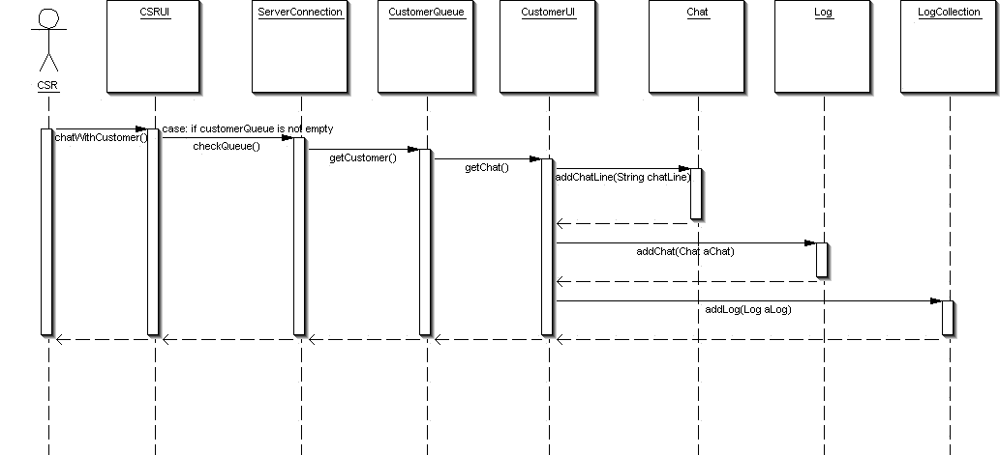 CSRUI
ServerConnection
CustomerQueue
CustomerUI
Chat
Log
LogCollection
CSR
case: if customerQueue is not empty
chatWithCustomer()
checkQueue()
getCustomer()
getChat()
addChatLine(String chatLine)
addChat(Chat aChat)
addLog(Log aLog)